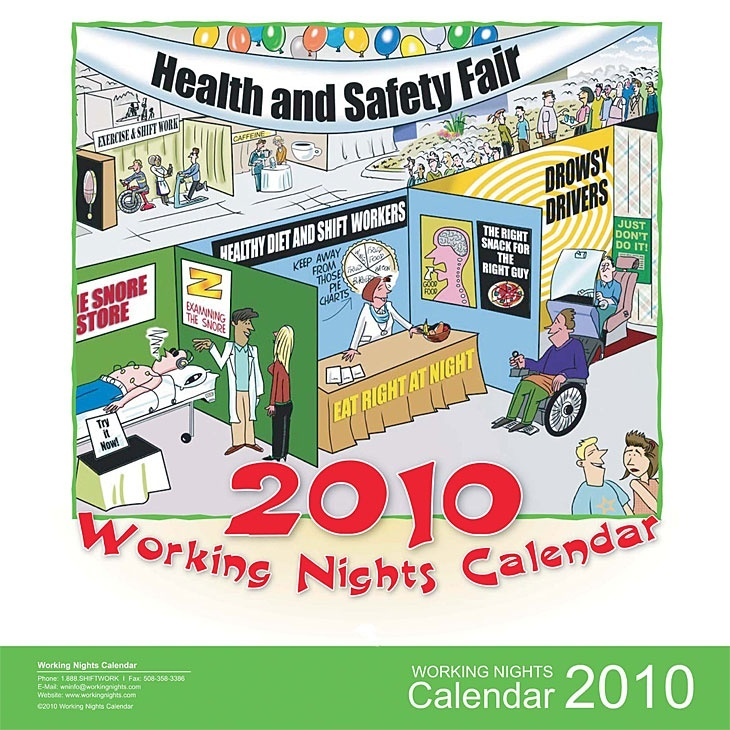 Health and Safety Fair
EXERCISE & SHIFT WORK
CAFFEINE
DROWSY
DRIVERS
HEALTHY DIET AND SHIFT WORKERS
KEEP AWAY
FROM
THOSE
PIE
CHARTS
THE RIGHT
SNACK FOR
THE RIGHT
GUY
GOOD
FOOD
JUST
DON'T
DO IT!
E SNORE
STORE
Z
EXAMINING
THE SNORE
EAT RIGHT AT NIGHT
Try
it
Now!
2010
Working Nights Calendar
Working Nights Calendar
Phone: 1.888.SHIFTWORK I Fax: 508-358-3386
E-Mail: wninfo@workingnights.com
Website: www.workingnights.com
©2010 Working Nights Calendar
WORKING NIGHTS
Calendar 2010